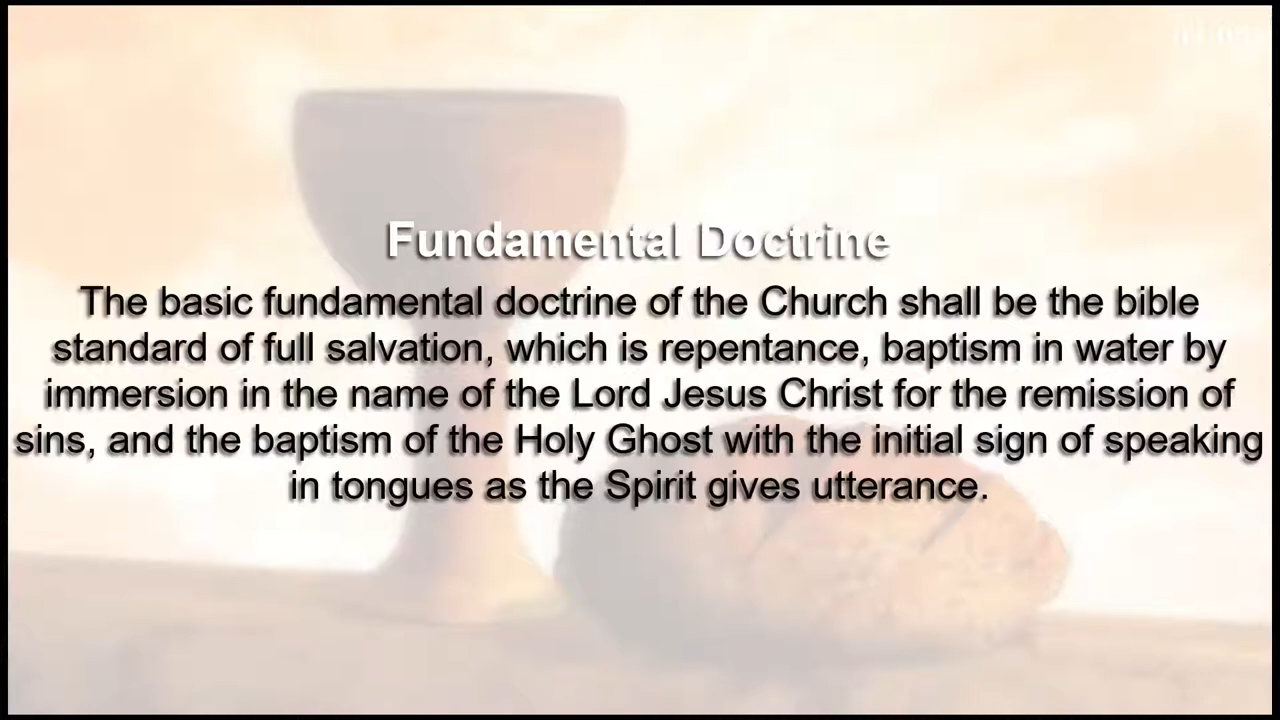 Fundamental Doctrine
The basic fundamental doctrine of the Church shall be the bible
standard of full salvation, which is repentance, baptism in water by
immersion in the name of the Lord Jesus Christ for the remission of
sins, and the baptism of the Holy Ghost with the initial sign of speaking
in tongues as the Spirit gives utterance.